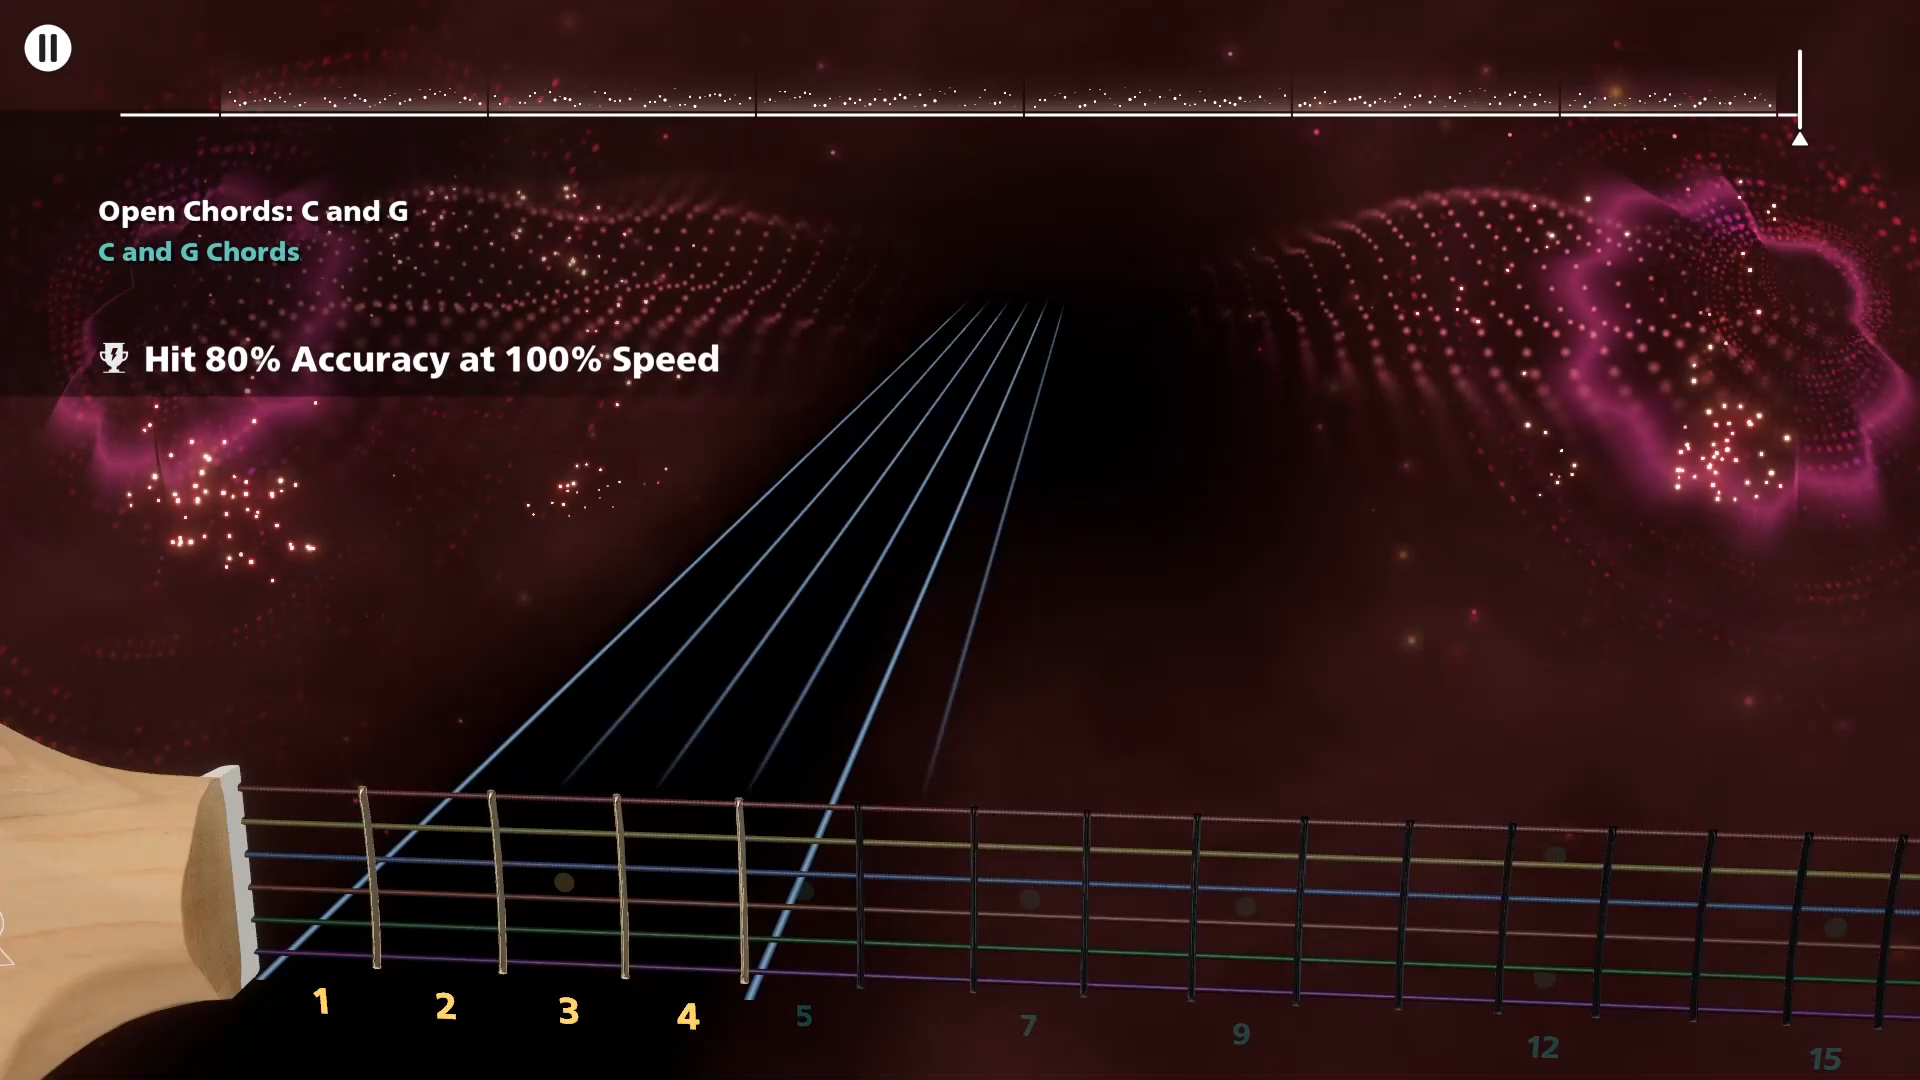 Open Chords: C and G
C and G Chords
Hit 80% Accuracy at 100% Speed
1 2 3 4 5 7 9 12 15